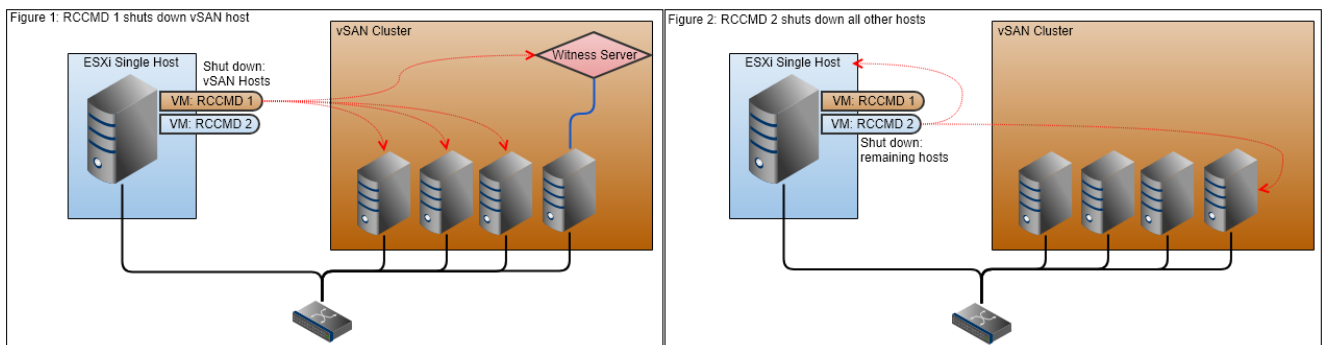 Figure 1: RCCMD 1 shuts down vSAN host
vSAN Cluster
Witness Server
ESXi Single Host
Shut down:
vSAN Hosts
VM: RCCMD 1
VM: RCCMD 2
Figure 2: RCCMD 2 shuts down all other hosts
vSAN Cluster
ESXi Single Host
VM: RCCMD 1
VM: RCCMD 2
Shut down:
remaining hosts